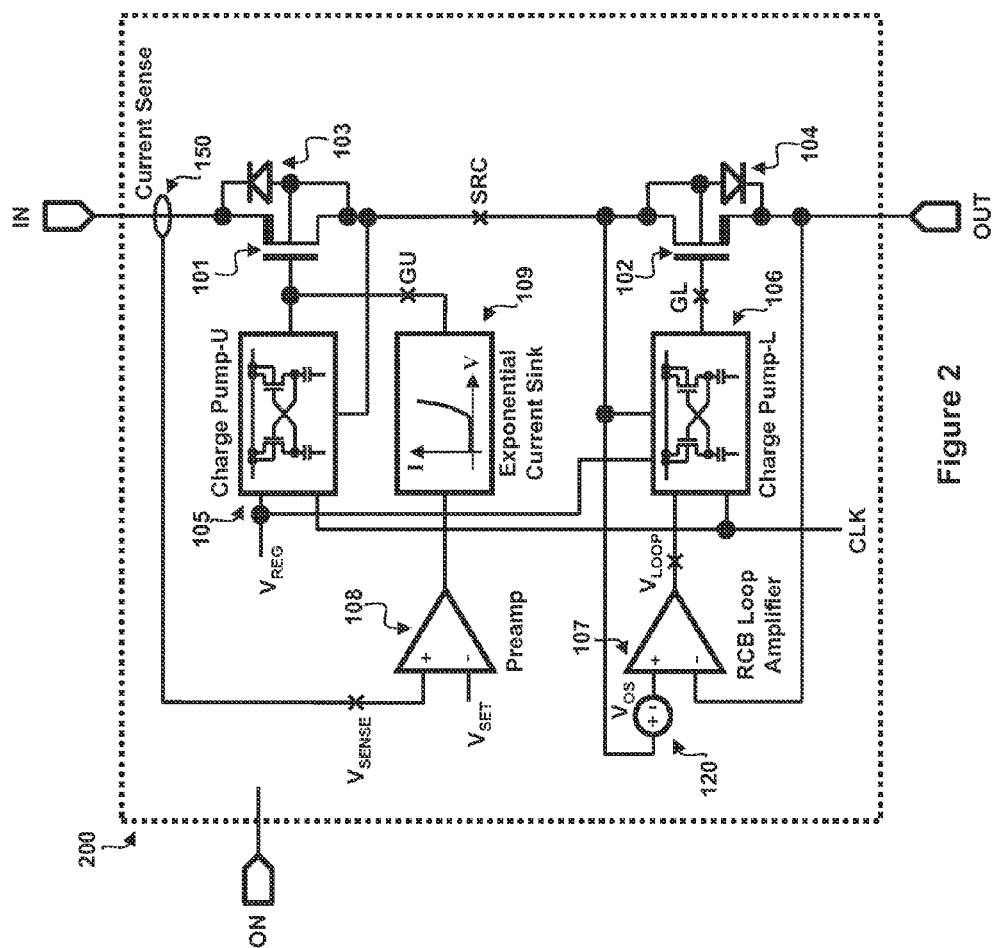 200
ON
IN
Current Sense
150
103
101
Charge Pump-U
105
V_REG
GU
SRC
109
I
V
Exponential
Current Sink
108
+
-
Preamp
V_SENSE
V_SET
104
102
GL
106
Charge Pump-L
CLK
V_LOOP
107
+
-
RCB Loop
Amplifier
V_OS
+ -
120
OUT
Figure 2